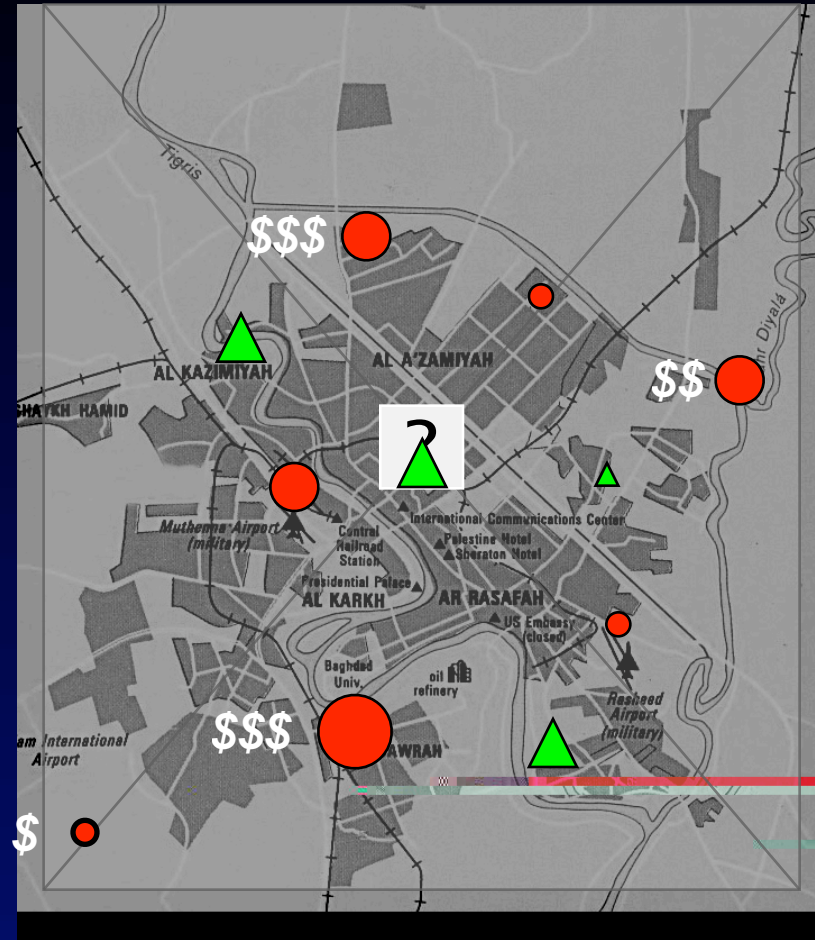 Tigris
$$$
AL A'ZAMIYAH
AL KAZIMIYAH
$$
Diyalá
HAMID
?
International Communications Center
Muthenna Airport
(military)
Central
Railroad
Station
Palestine Hotel
Sheraton Hotel
Presidential Palace
AL KARKH
AR RASAFAH
US Embassy
(closed)
Baghdad
Univ.
oil
refinery
Rasheed
Airport
(military)
$$$
AWRAH
am International
Airport
$